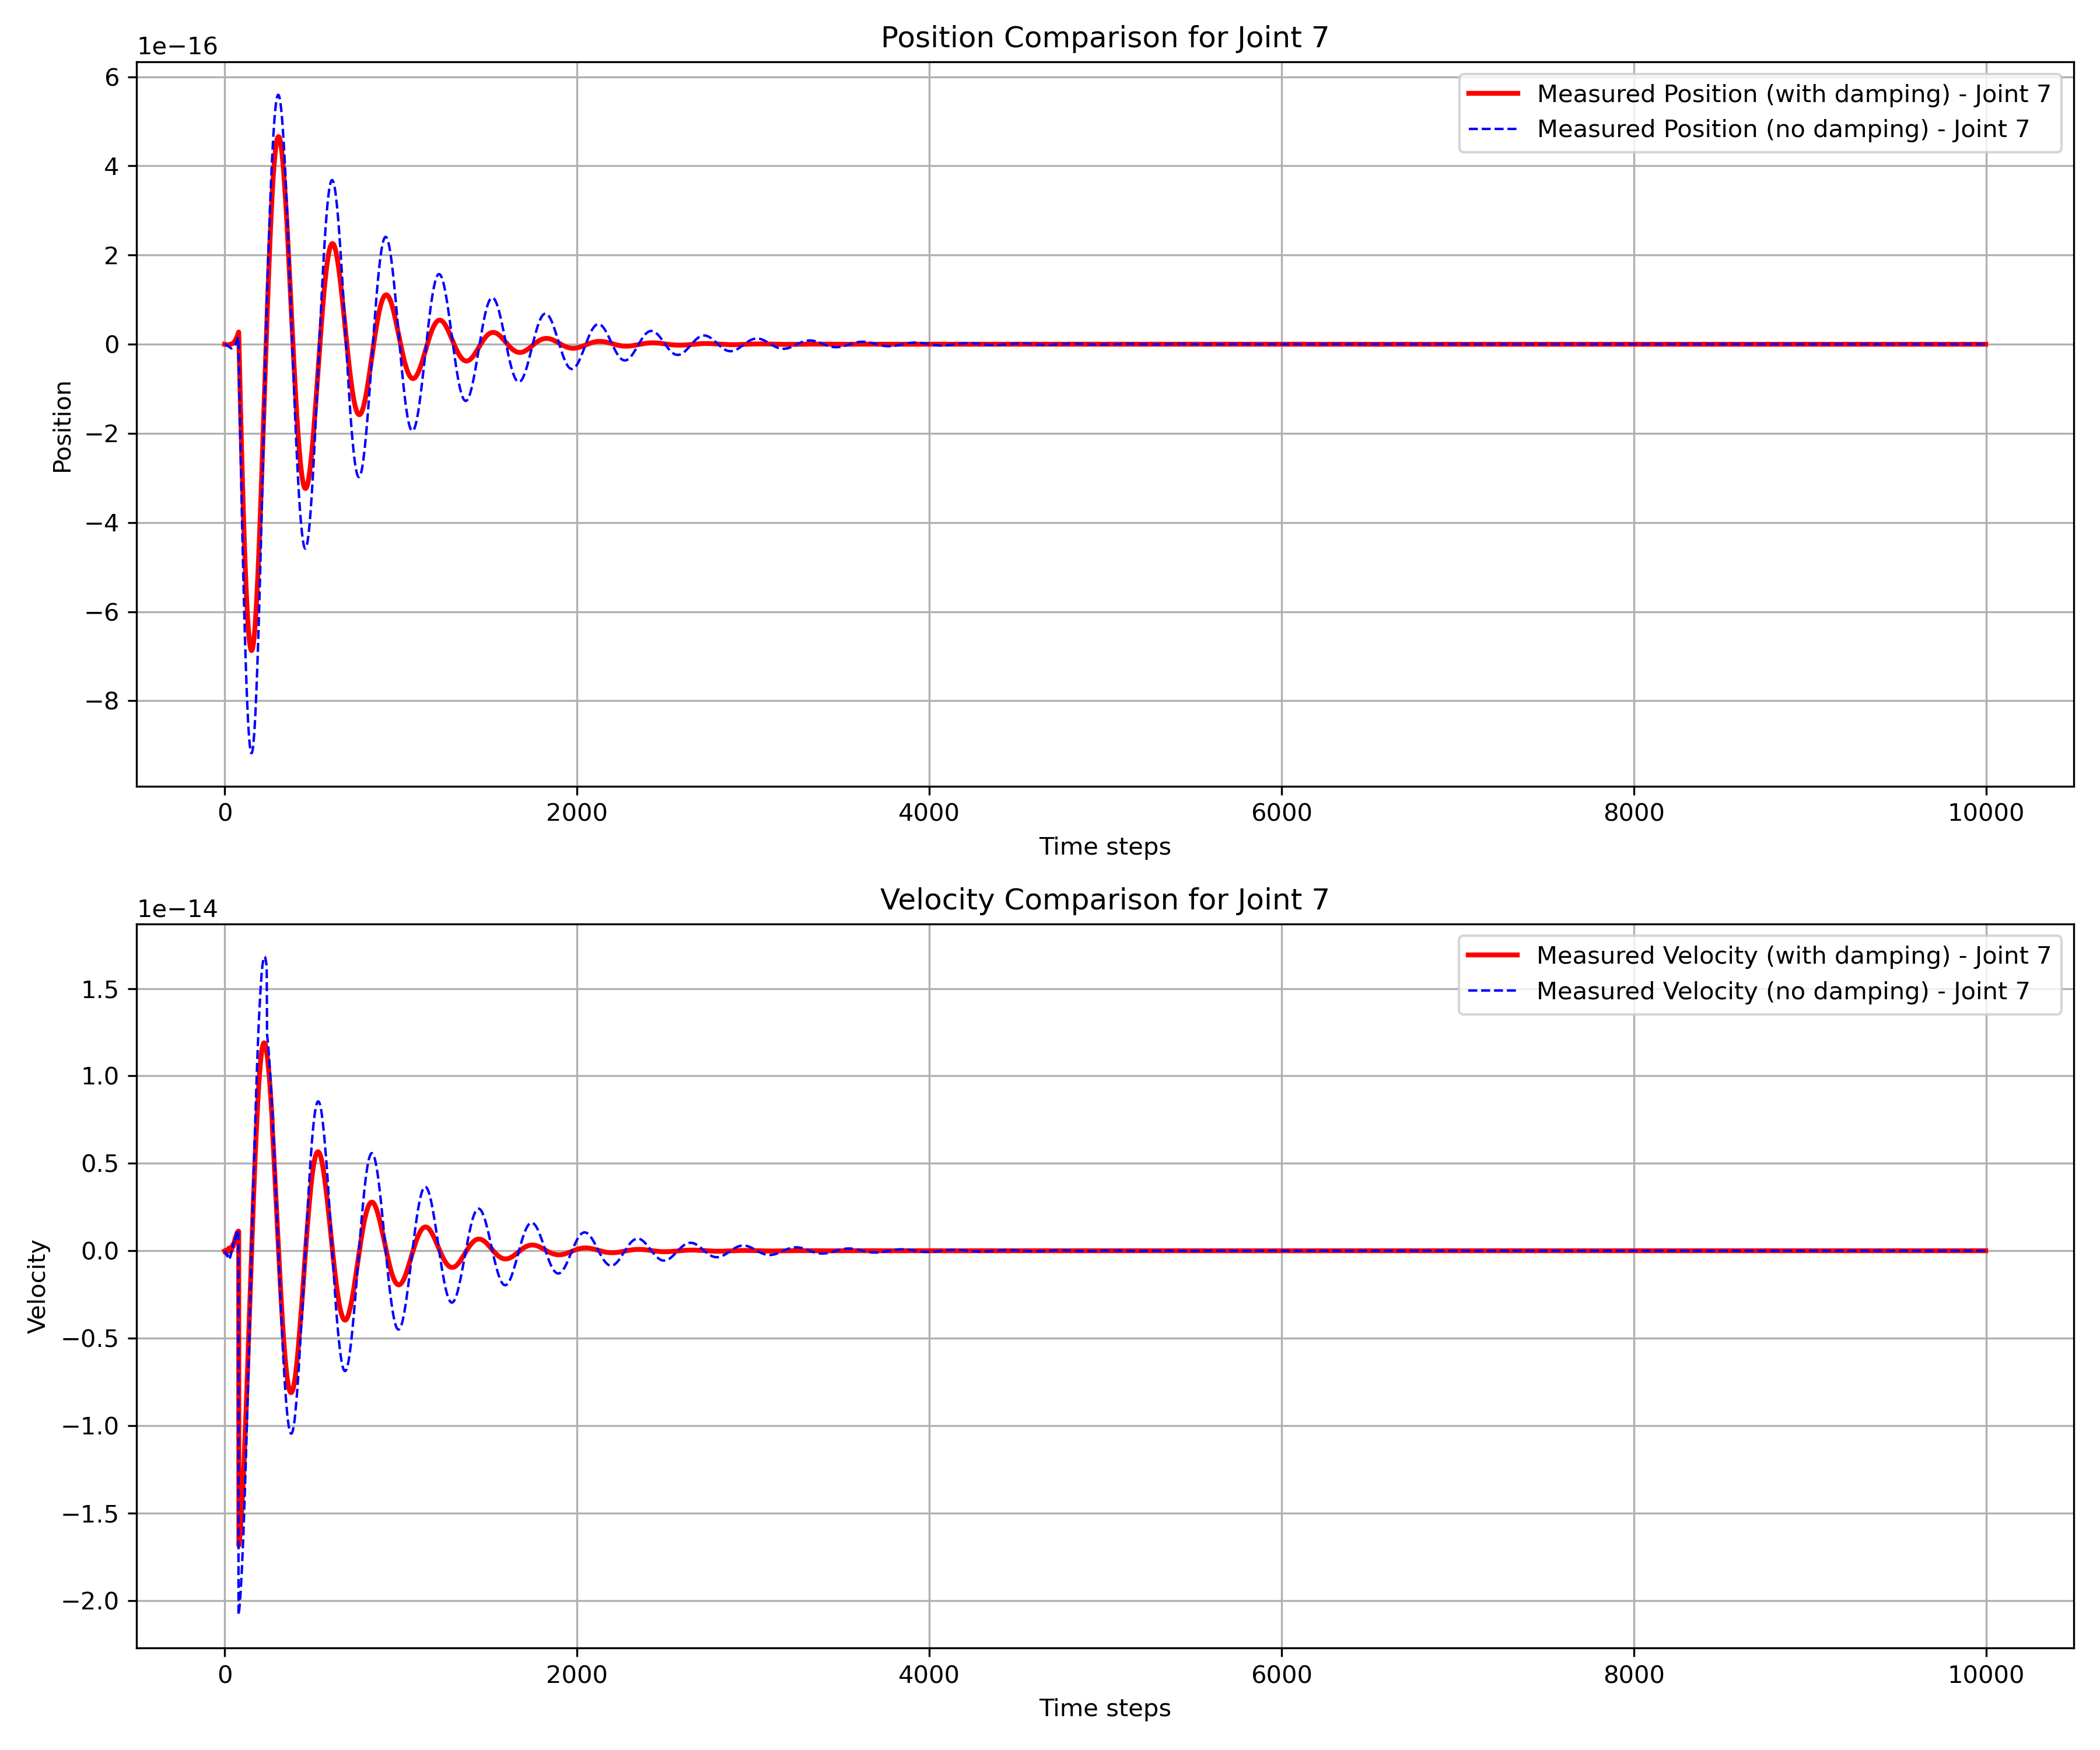 Position Comparison for Joint 7
1e−16
6
4
2
0
−2
−4
−6
−8
Position
Measured Position (with damping) - Joint 7
Measured Position (no damping) - Joint 7
0 2000 4000 6000 8000 10000
Time steps
Velocity Comparison for Joint 7
1e−14
1.5
1.0
0.5
0.0
−0.5
−1.0
−1.5
−2.0
Velocity
Measured Velocity (with damping) - Joint 7
Measured Velocity (no damping) - Joint 7
0 2000 4000 6000 8000 10000
Time steps